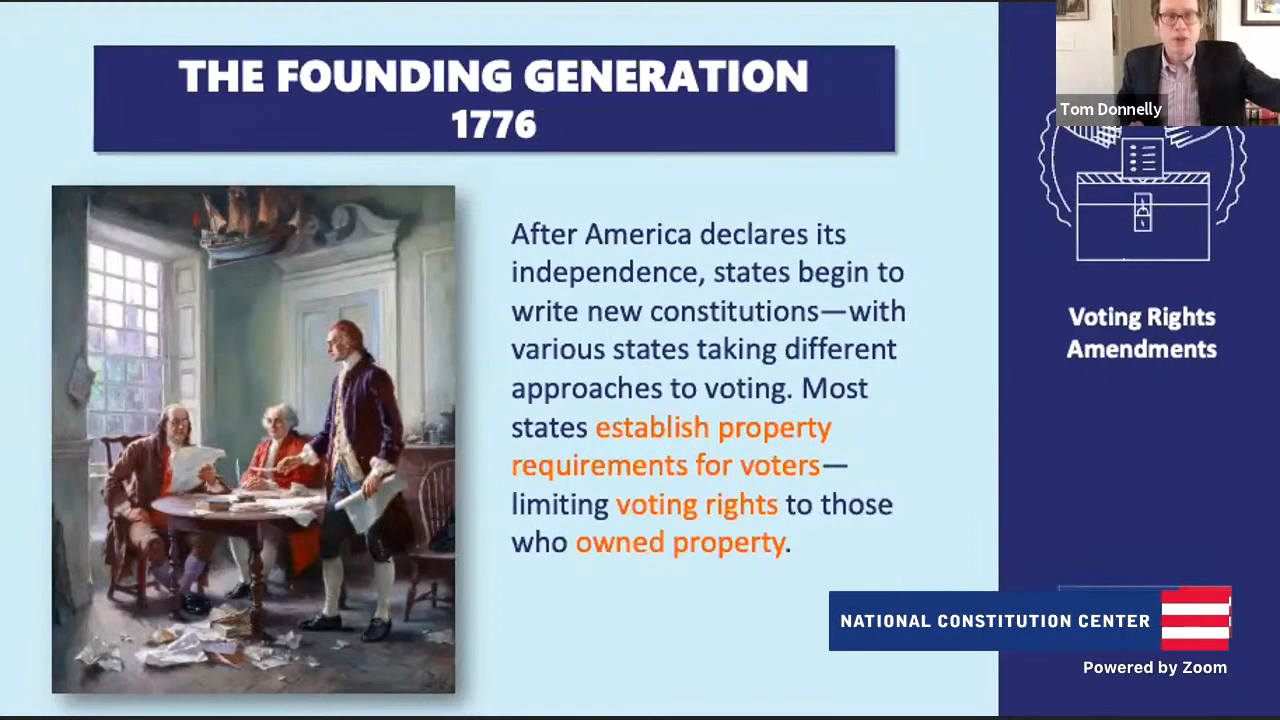 THE FOUNDING GENERATION
1776
After America declares its
independence, states begin to
write new constitutions—with
various states taking different
approaches to voting. Most
states establish property
requirements for voters—
limiting voting rights to those
who owned property.
Tom Donnelly
Voting Rights
Amendments
NATIONAL CONSTITUTION CENTER
Powered by Zoom